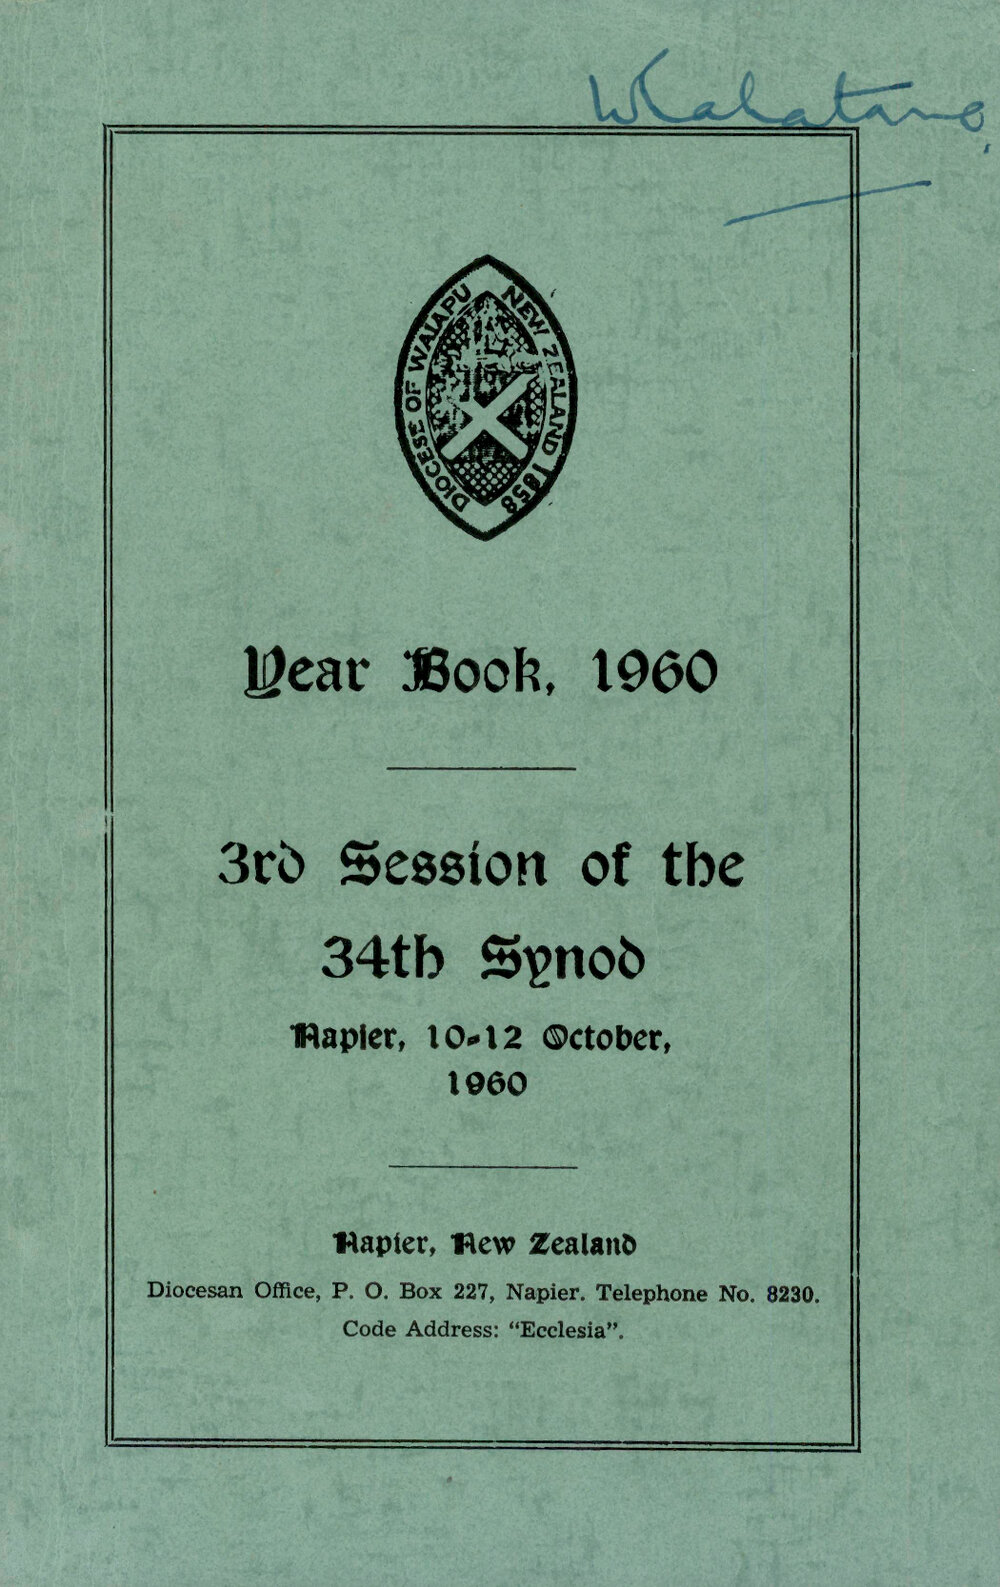 Whakatane.
DIOCESE OF WAIAPU NEW ZEALAND 1858
Year Book, 1960
3rd Session of the
34th Synod
Napier, 10-12 October,
1960
Napier, New Zealand
Diocesan Office, P. O. Box 227, Napier. Telephone No. 8230.
Code Address: “Ecclesia”.